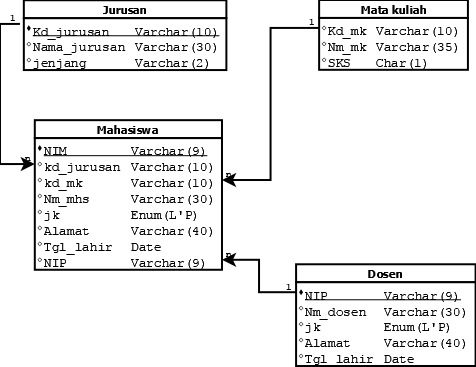 Jurusan
Kd_jurusan Varchar(10)
Nama_jurusan Varchar(30)
jenjang Varchar(2)
1
Mata kuliah
Kd_mk Varchar(10)
Nm_mk Varchar(35)
SKS Char(1)
1
Mahasiswa
NIM Varchar(9)
kd_jurusan Varchar(10)
kd_mk Varchar(10)
Nm_mhs Varchar(30)
jk Enum(L'P)
Alamat Varchar(40)
Tgl_lahir Date
NIP Varchar(9)
n
n
n
1
Dosen
NIP Varchar(9)
Nm_dosen Varchar(30)
jk Enum(L'P)
Alamat Varchar(40)
Tgl_lahir Date